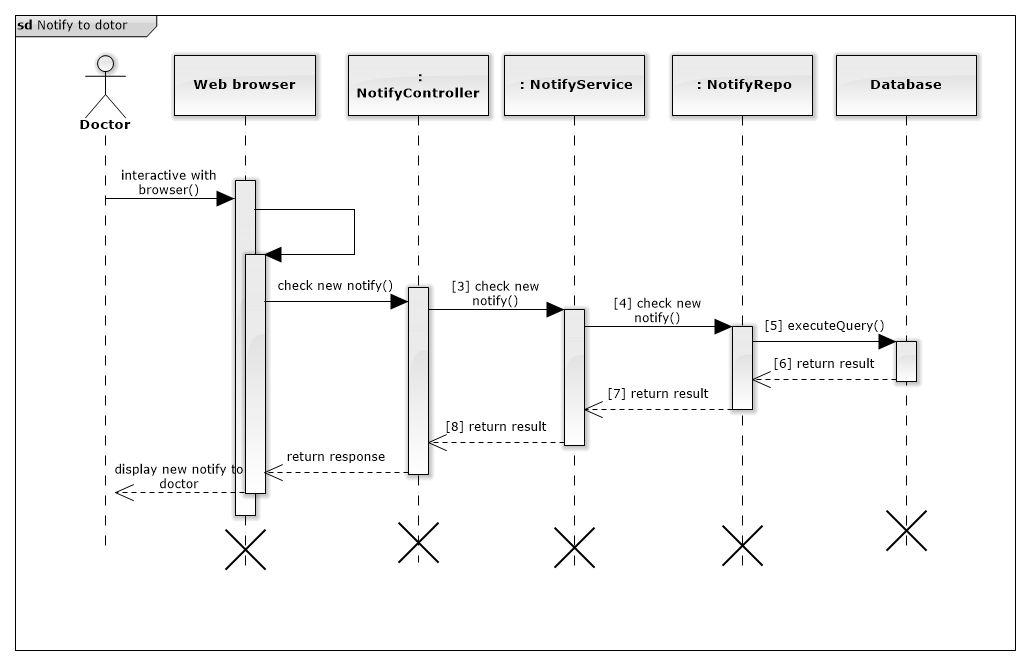 sd Notify to dotor
Doctor
Web browser
:
NotifyController
: NotifyService
: NotifyRepo
Database
interactive with
browser()
check new notify()
[3] check new
notify()
[4] check new
notify()
[5] executeQuery()
[6] return result
[7] return result
[8] return result
return response
display new notify to
doctor